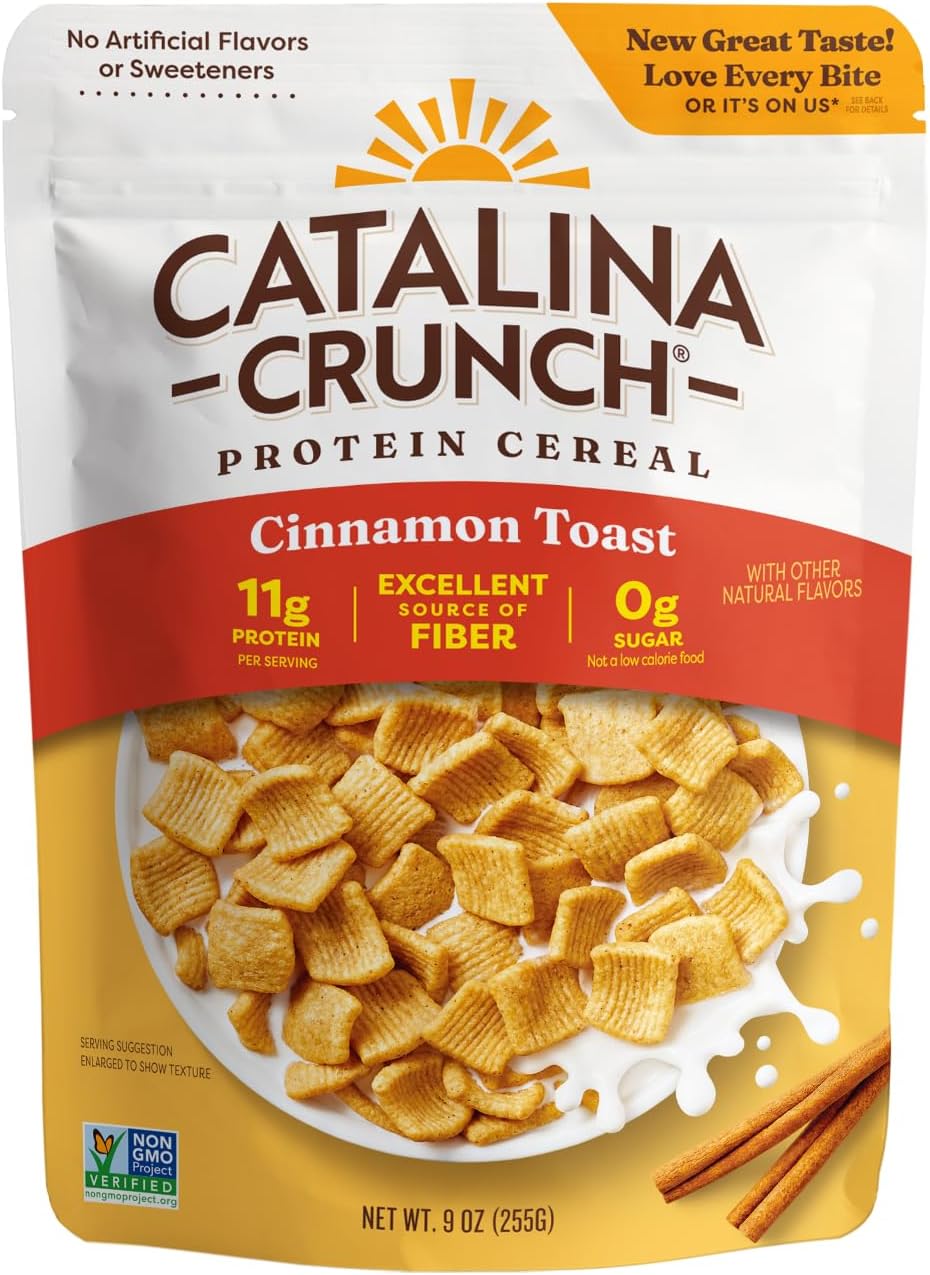 No Artificial Flavors
or Sweeteners
New Great Taste!
Love Every Bite
OR IT'S ON US*
SEE BACK
FOR DETAILS
CATALINA
-CRUNCH®-
PROTEIN CEREAL
Cinnamon Toast
11g
PROTEIN
PER SERVING
EXCELLENT
SOURCE OF
FIBER
0g
SUGAR
Not a low calorie food
WITH OTHER
NATURAL FLAVORS
SERVING SUGGESTION
ENLARGED TO SHOW TEXTURE
NON
GMO
Project
VERIFIED
nongmoproject.org
NET WT. 9 OZ (255G)